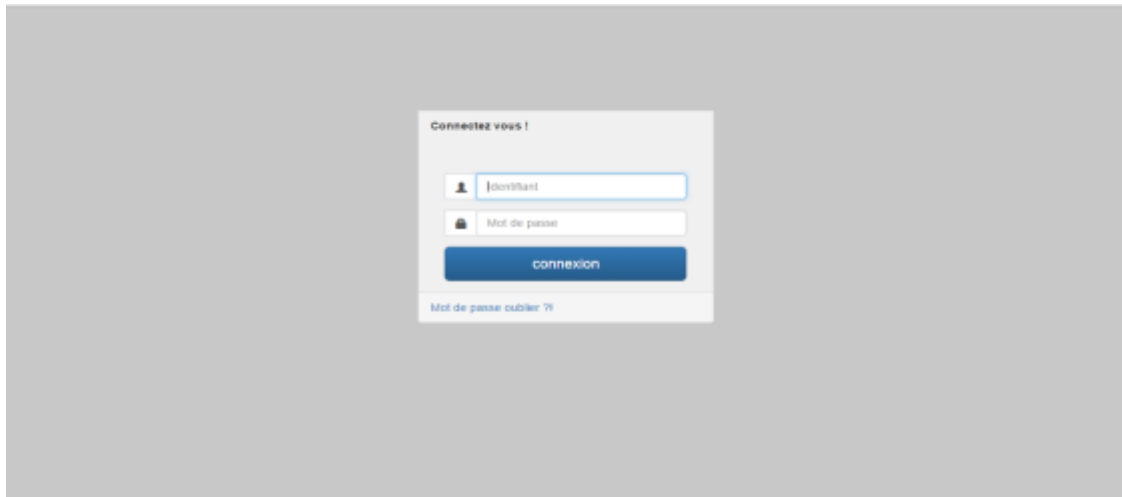 Connectez vous !
Identifiant
Mot de passe
connexion
Mot de passe oublier ?!